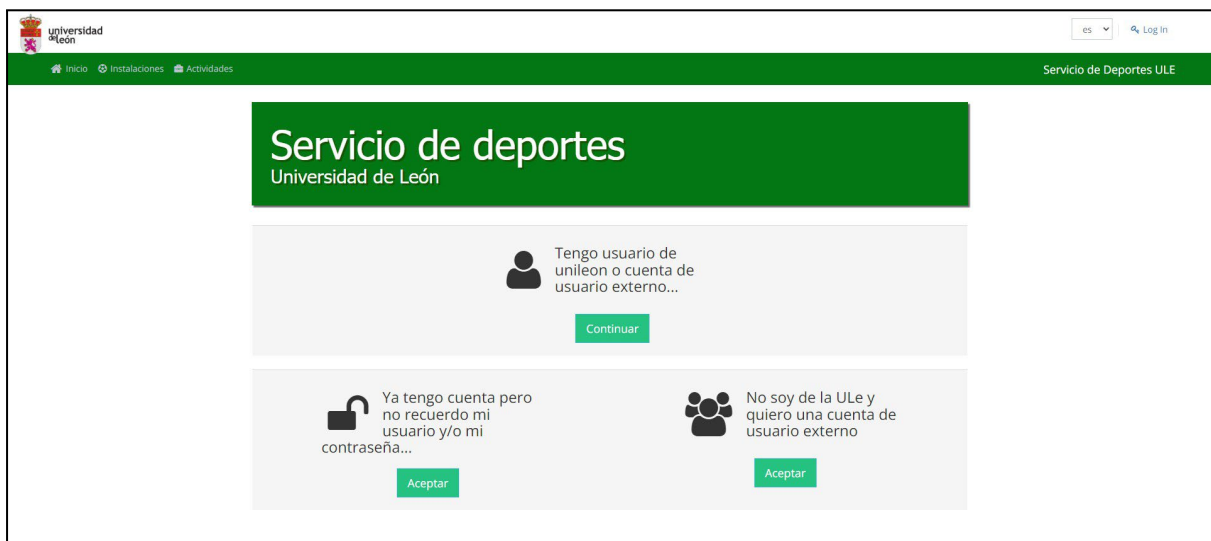 universidad
de león
es
Log In
Inicio Instalaciones Actividades
Servicio de Deportes ULE
Servicio de deportes
Universidad de León
Tengo usuario de
unileon o cuenta de
usuario externo...
Continuar
Ya tengo cuenta pero
no recuerdo mi
usuario y/o mi
contraseña...
Aceptar
No soy de la ULe y
quiero una cuenta de
usuario externo
Aceptar